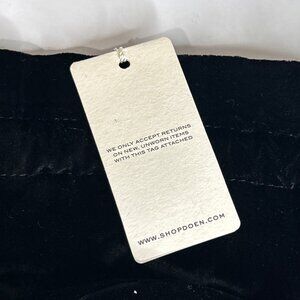 WE ONLY ACCEPT RETURNS
ON NEW, UNWORN ITEMS
WITH THIS TAG ATTACHED
WWW.SHOPDOEN.COM